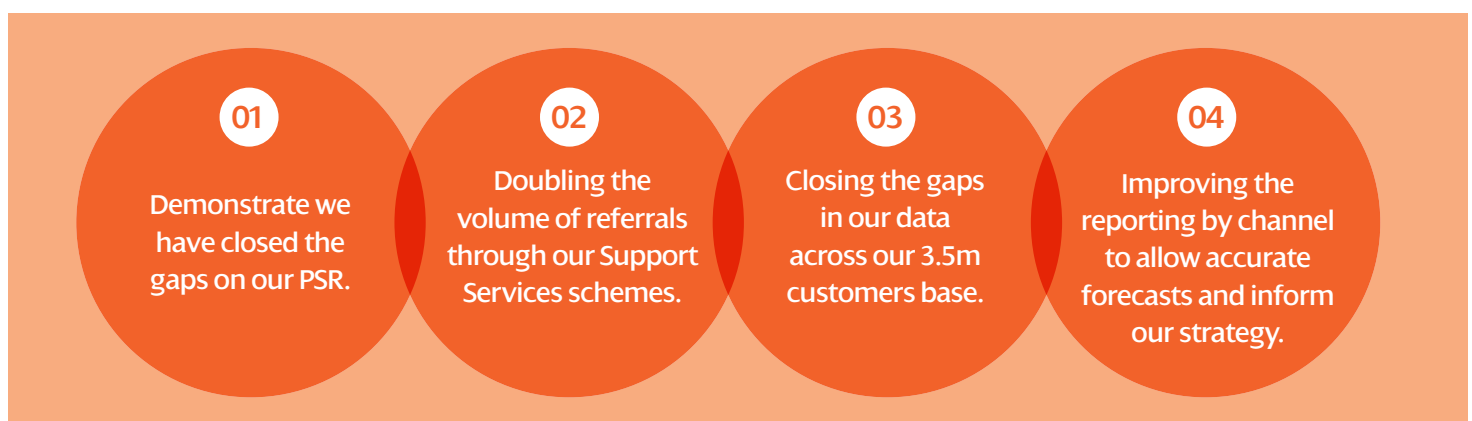 01
Demonstrate we
have closed the
gaps on our PSR.
02
Doubling the
volume of referrals
through our Support
Services schemes.
03
Closing the gaps
in our data
across our 3.5m
customers base.
04
Improving the
reporting by channel
to allow accurate
forecasts and inform
our strategy.